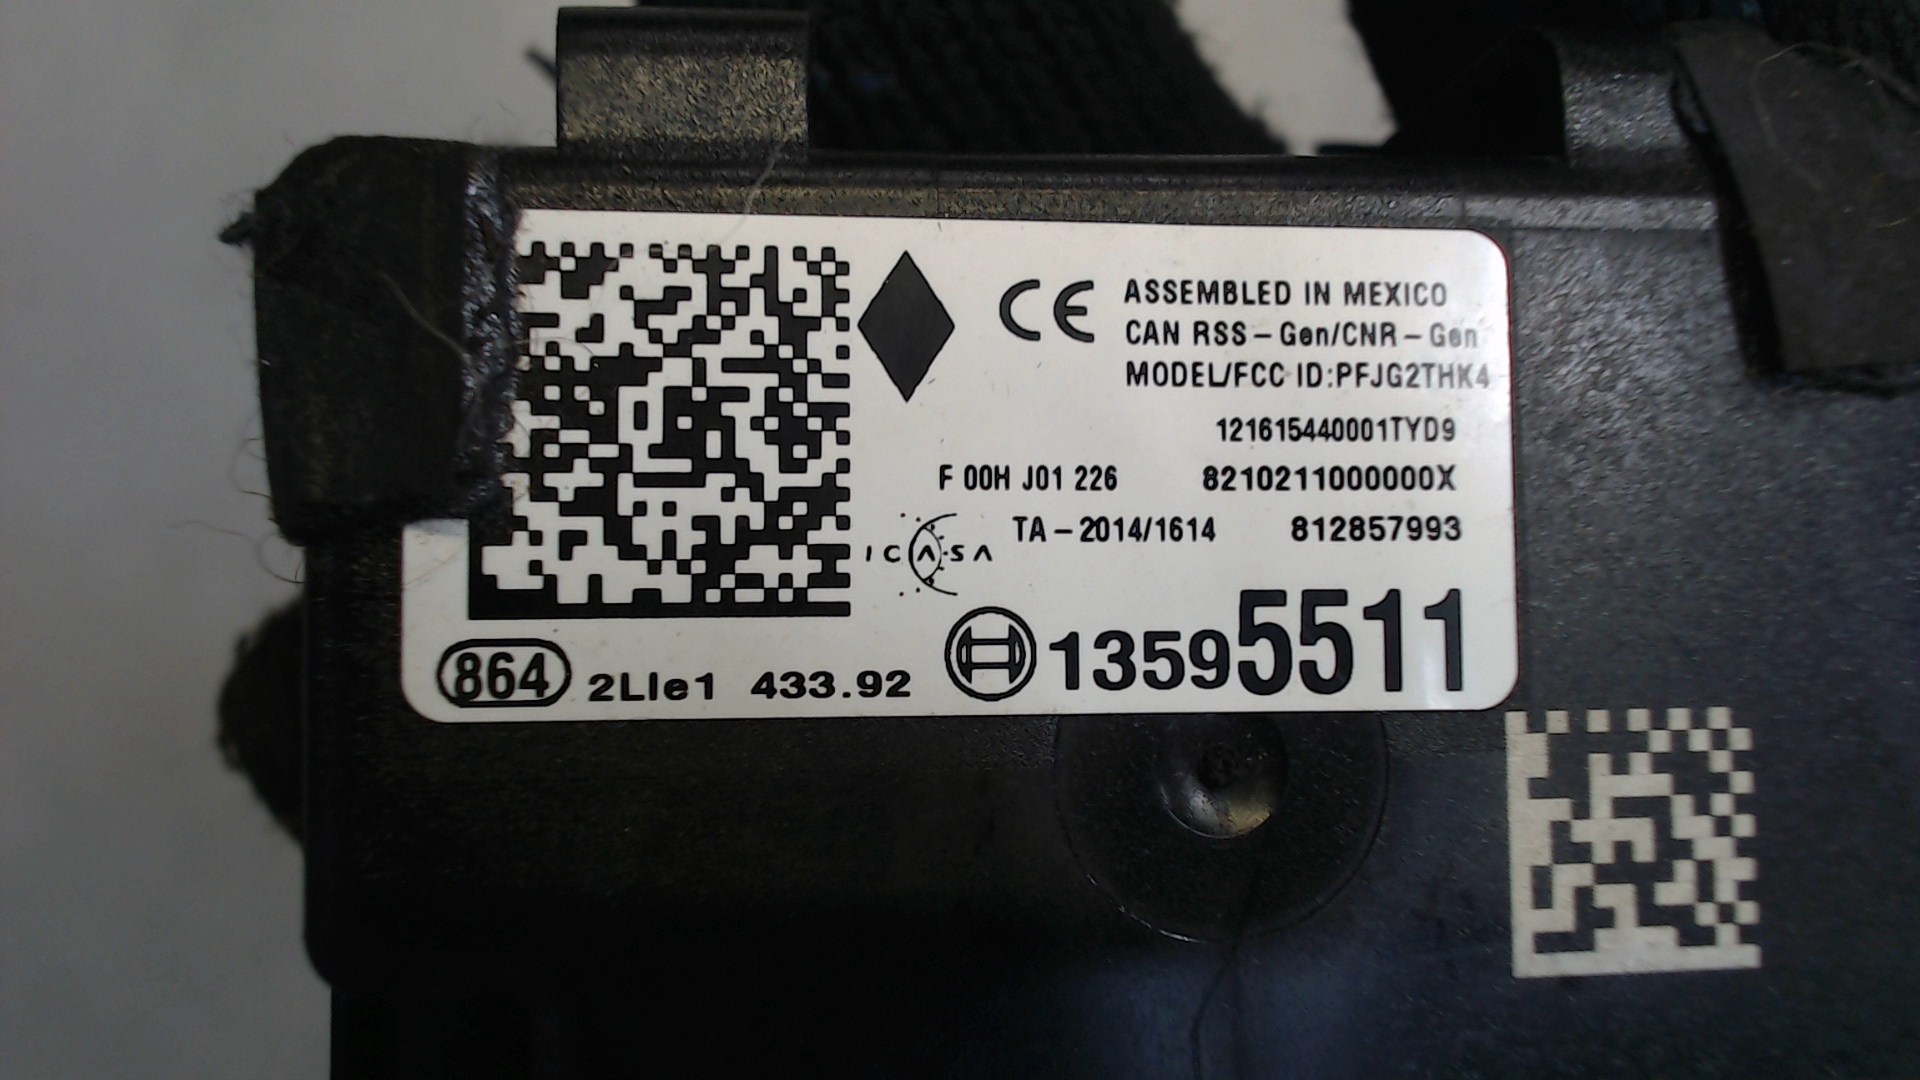 CE
ASSEMBLED IN MEXICO
CAN RSS-Gen/CNR-Gen
MODEL/FCC ID:PFJG2THK4
121615440001TYD9
F 00H J01 226 8210211000000X
ICASA TA-2014/1614 812857993
864 2LIe1 433.92 13595511